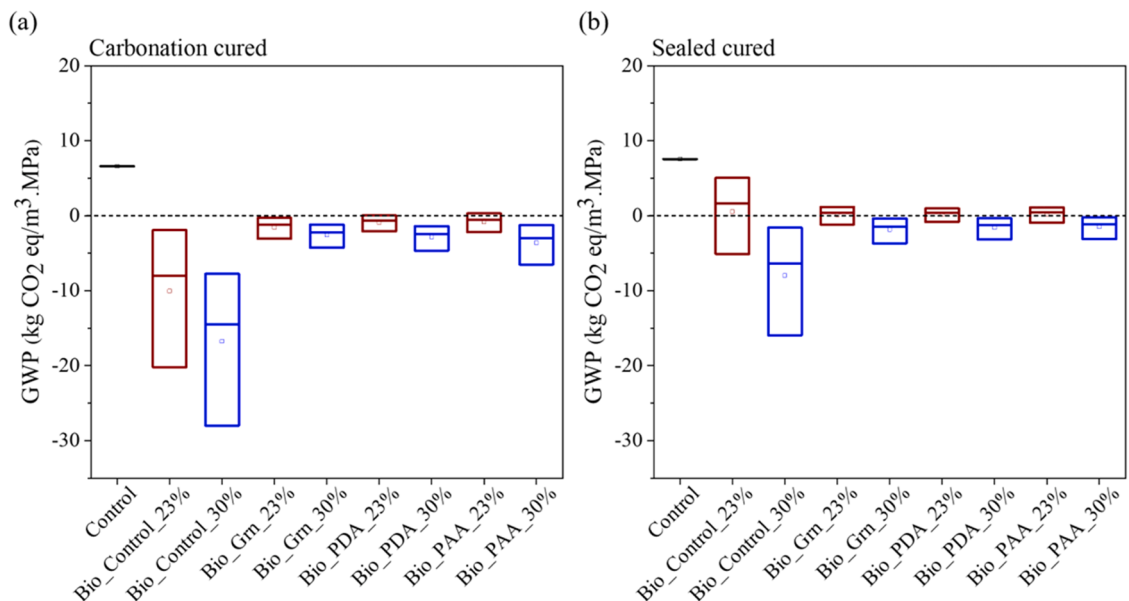 (a)
Carbonation cured
GWP (kg CO2 eq/m3.MPa)
20
10
0
-10
-20
-30
Control
Bio_Control_23%
Bio_Control_30%
Bio_Grn_23%
Bio_Grn_30%
Bio_PDA_23%
Bio_PDA_30%
Bio_PAA_23%
Bio_PAA_30%
(b)
Sealed cured
GWP (kg CO2 eq/m3.MPa)
20
10
0
-10
-20
-30
Control
Bio_Control_23%
Bio_Control_30%
Bio_Grn_23%
Bio_Grn_30%
Bio_PDA_23%
Bio_PDA_30%
Bio_PAA_23%
Bio_PAA_30%